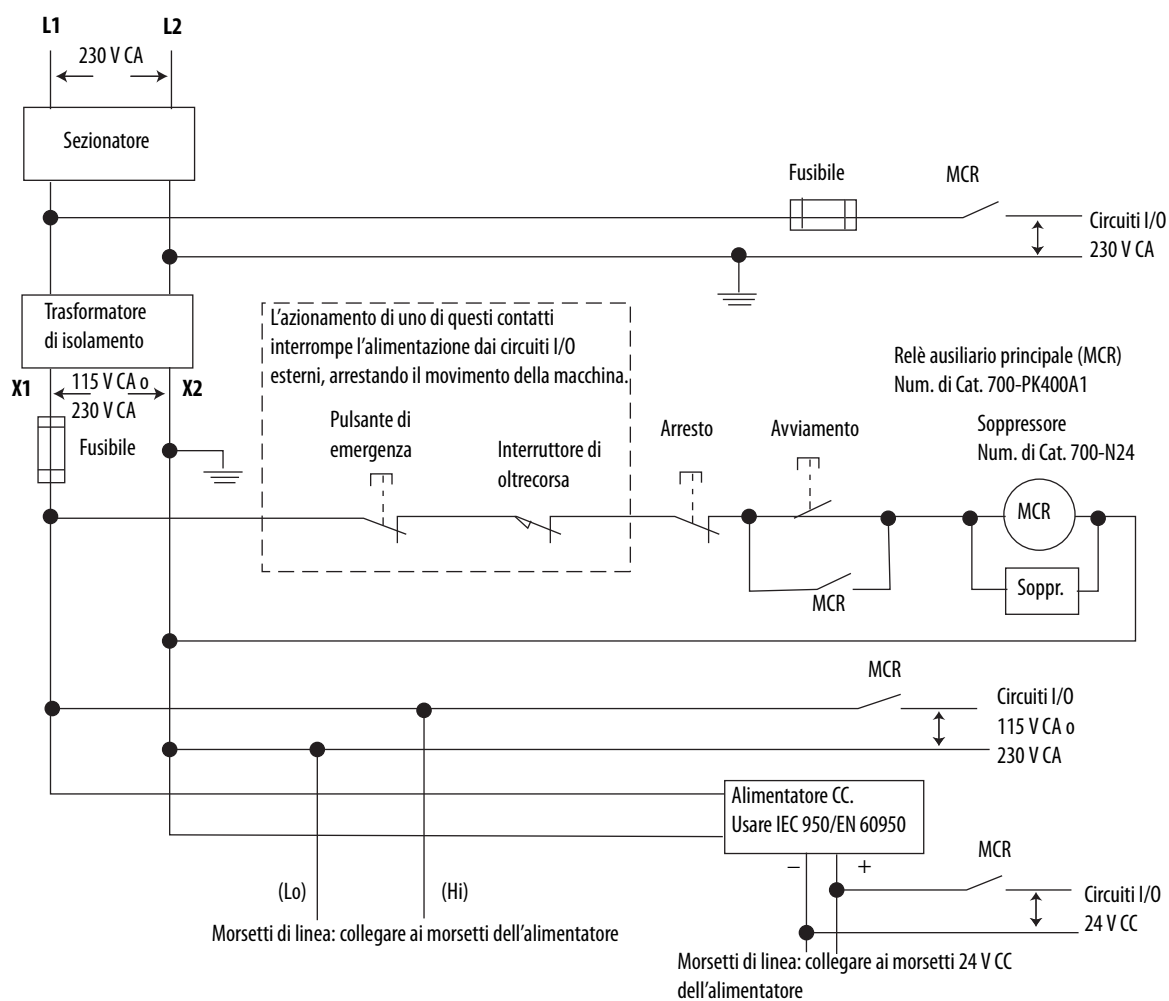 L1
L2
230 V CA
Sezionatore
Fusibile
MCR
Circuiti I/O
230 V CA
Trasformatore
di isolamento
L’azionamento di uno di questi contatti
interrompe l’alimentazione dai circuiti I/O
esterni, arrestando il movimento della macchina.
X1
115 V CA o
230 V CA
X2
Fusibile
Relè ausiliario principale (MCR)
Num. di Cat. 700-PK400A1
Soppressore
Num. di Cat. 700-N24
Pulsante di
emergenza
Interruttore di
oltrecorsa
Arresto
Avviamento
MCR
Soppr.
MCR
MCR
Circuiti I/O
115 V CA o
230 V CA
Alimentatore CC.
Usare IEC 950/EN 60950
– +
MCR
Circuiti I/O
24 V CC
(Lo)
(Hi)
Morsetti di linea: collegare ai morsetti dell’alimentatore
Morsetti di linea: collegare ai morsetti 24 V CC
dell’alimentatore